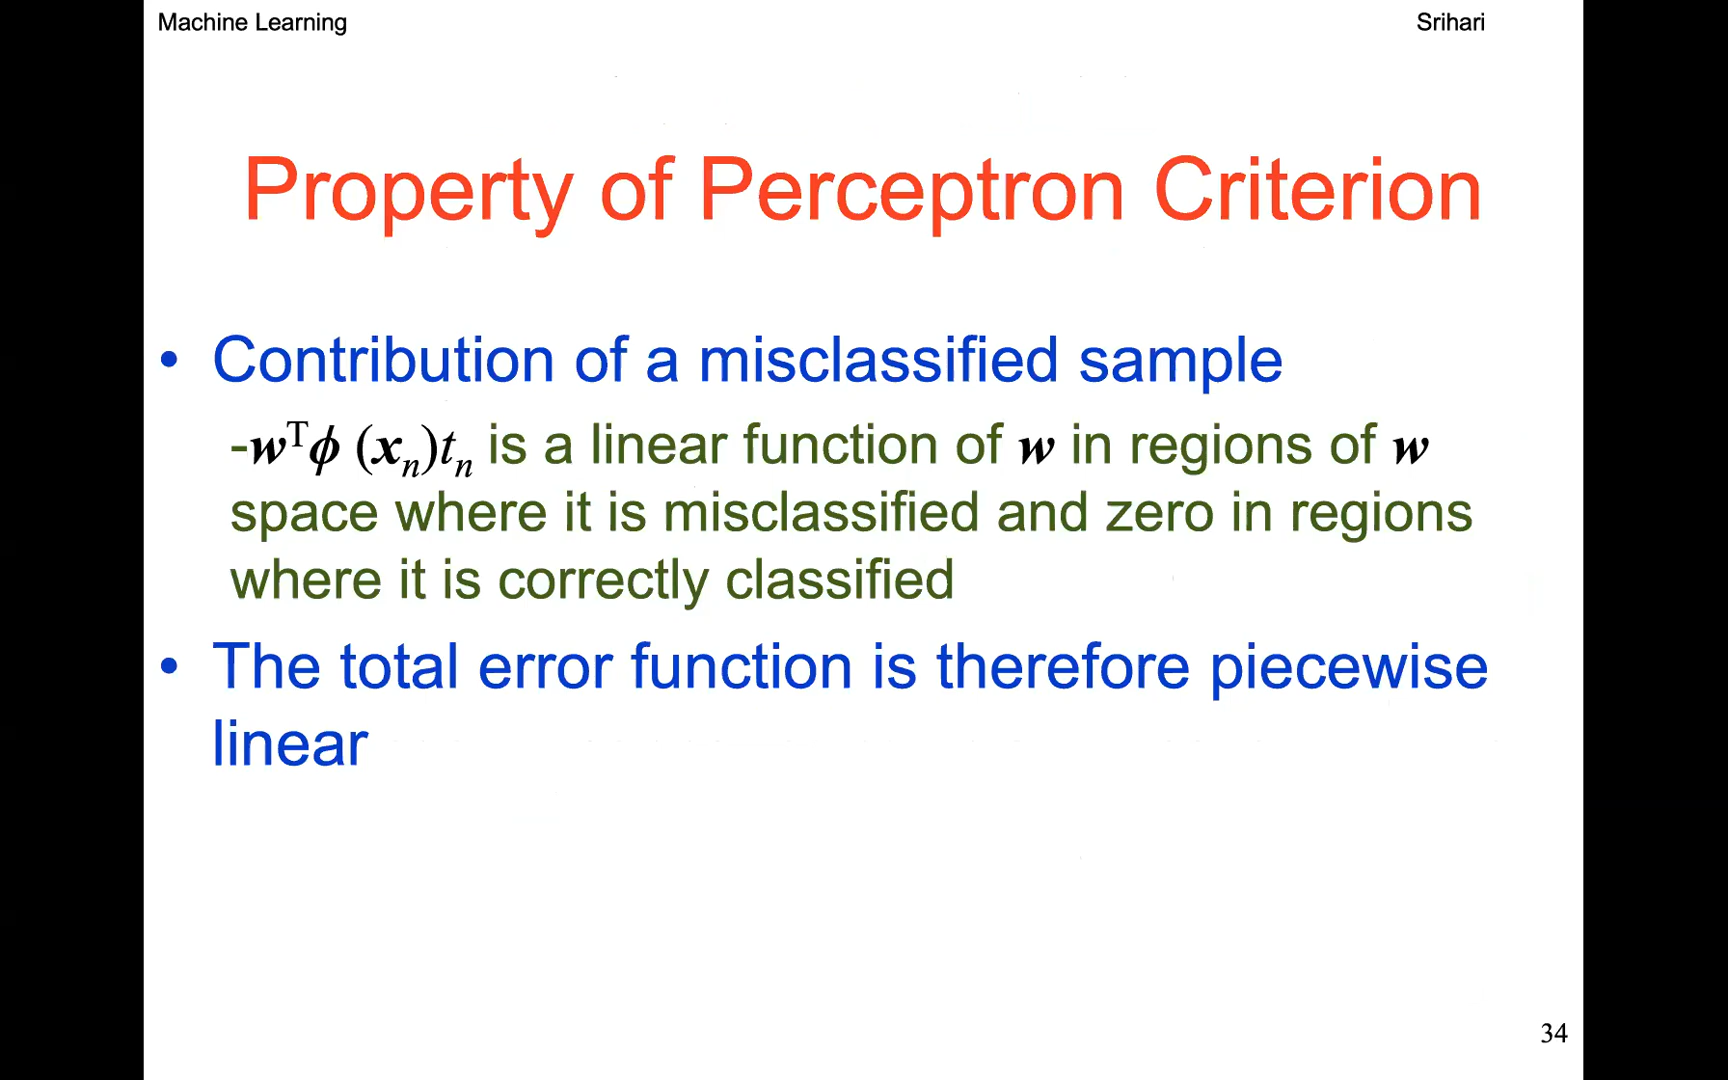 Machine Learning
Srihari
Property of Perceptron Criterion
• Contribution of a misclassified sample
-wᵀϕ (xₙ)tₙ is a linear function of w in regions of w
space where it is misclassified and zero in regions
where it is correctly classified
• The total error function is therefore piecewise
linear
34